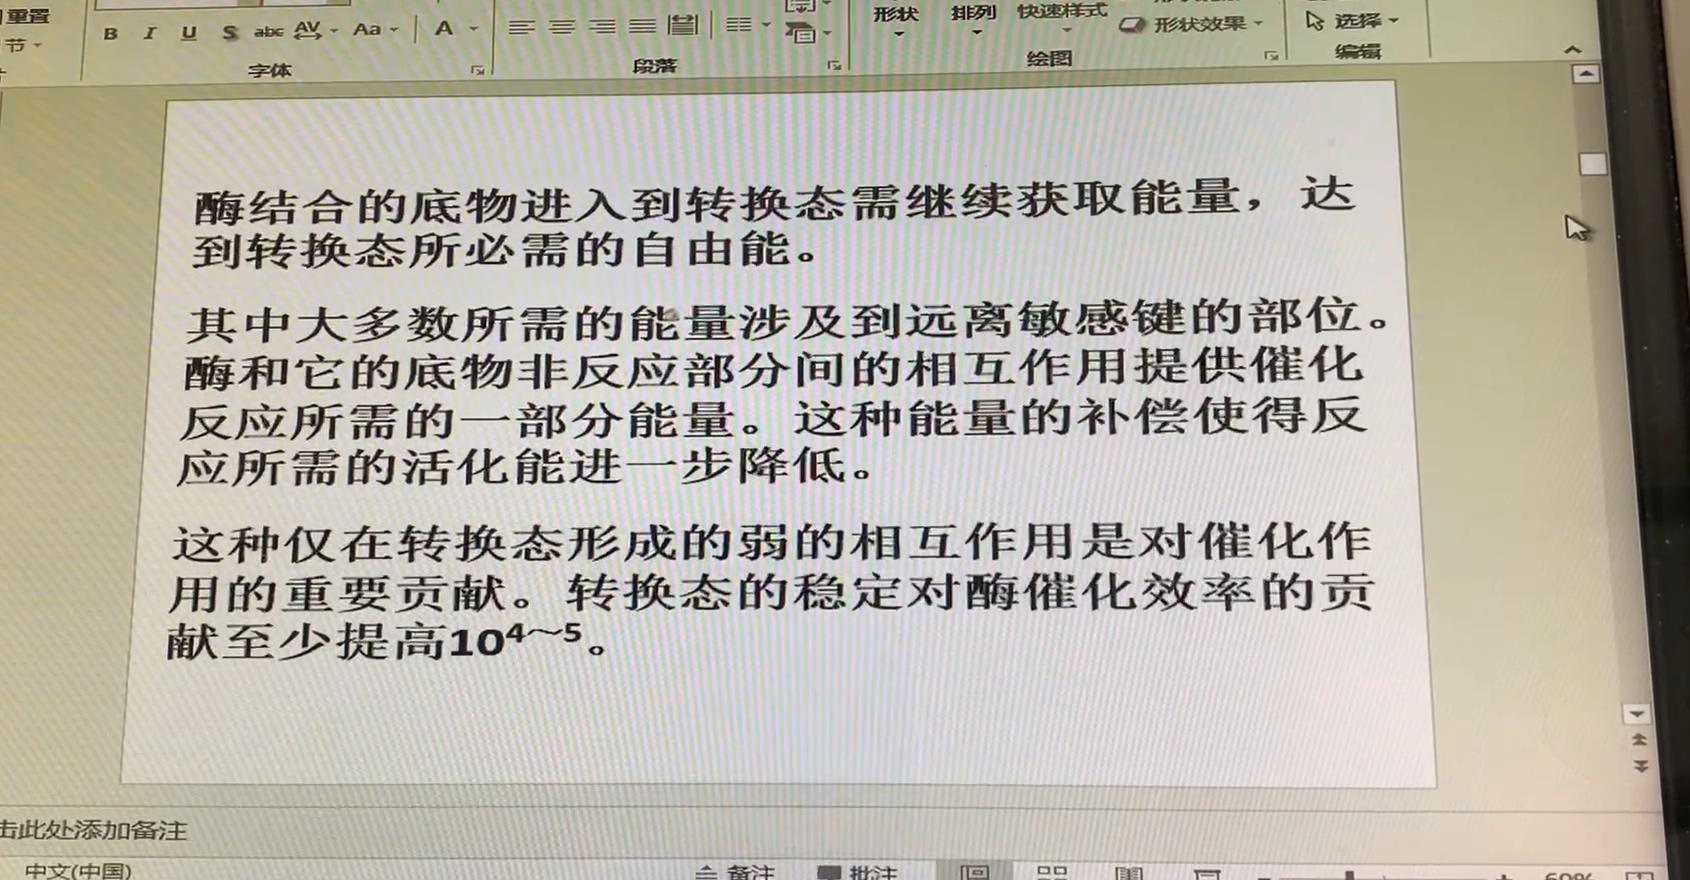 重置
节
B I U S abc AV Aa A
字体
段落
形状
排列
快速样式
形状效果
绘图
选择
编辑
酶结合的底物进入到转换态需继续获取能量，达
到转换态所必需的自由能。
其中大多数所需的能量涉及到远离敏感键的部位。
酶和它的底物非反应部分间的相互作用提供催化
反应所需的一部分能量。这种能量的补偿使得反
应所需的活化能进一步降低。
这种仅在转换态形成的弱的相互作用是对催化作
用的重要贡献。转换态的稳定对酶催化效率的贡
献至少提高10⁴～⁵。
击此处添加备注
中文(中国)
备注
批注